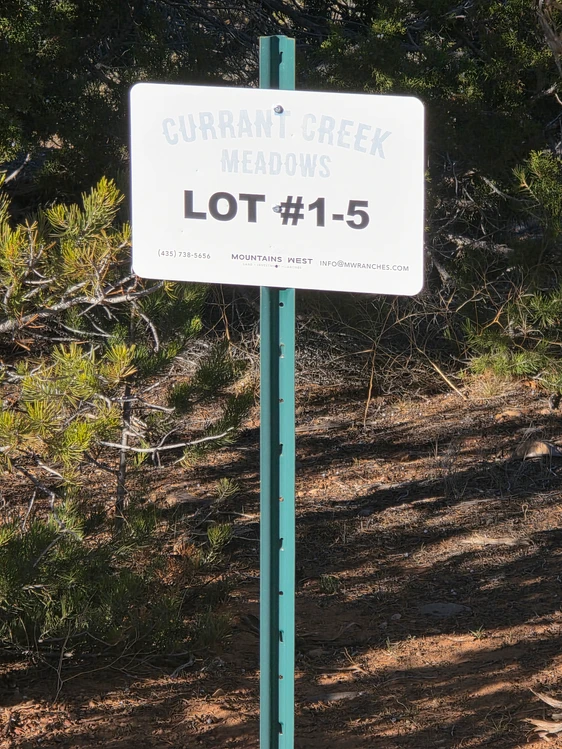 CURRANT CREEK
MEADOWS
LOT #1-5
(435) 738-5656 MOUNTAINS WEST INFO@MWRANCHES.COM